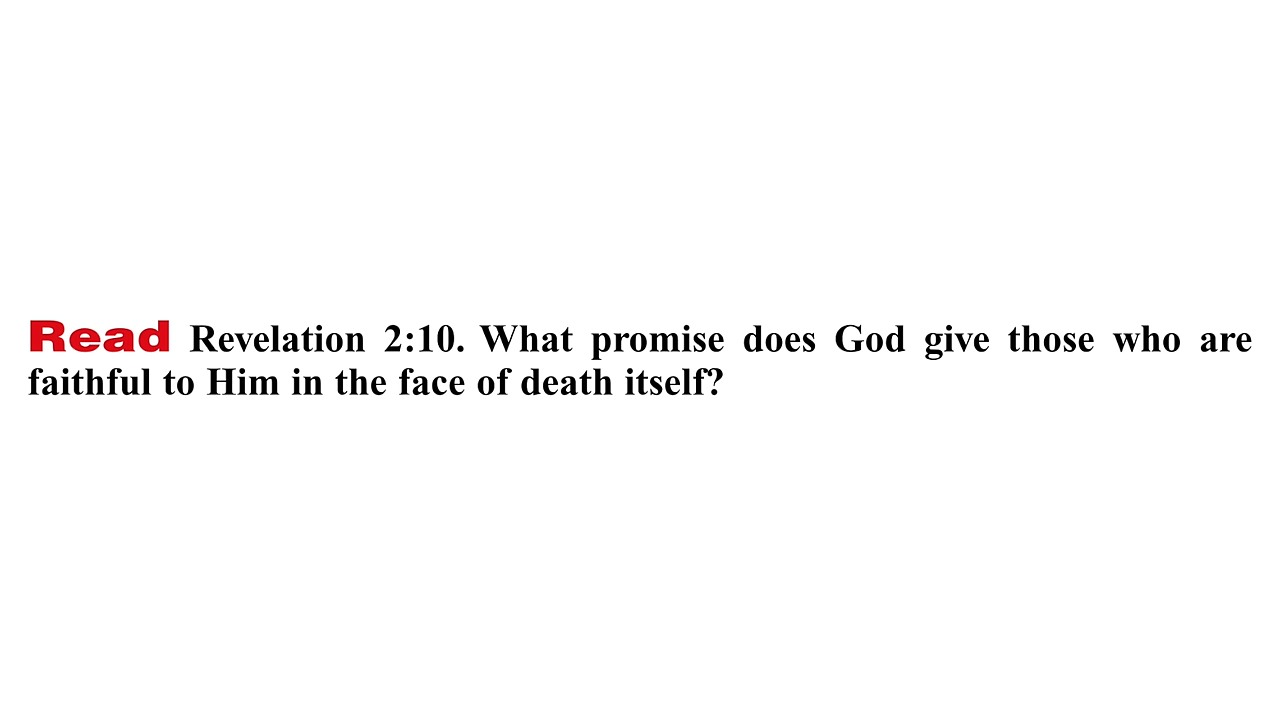 Read Revelation 2:10. What promise does God give those who are
faithful to Him in the face of death itself?